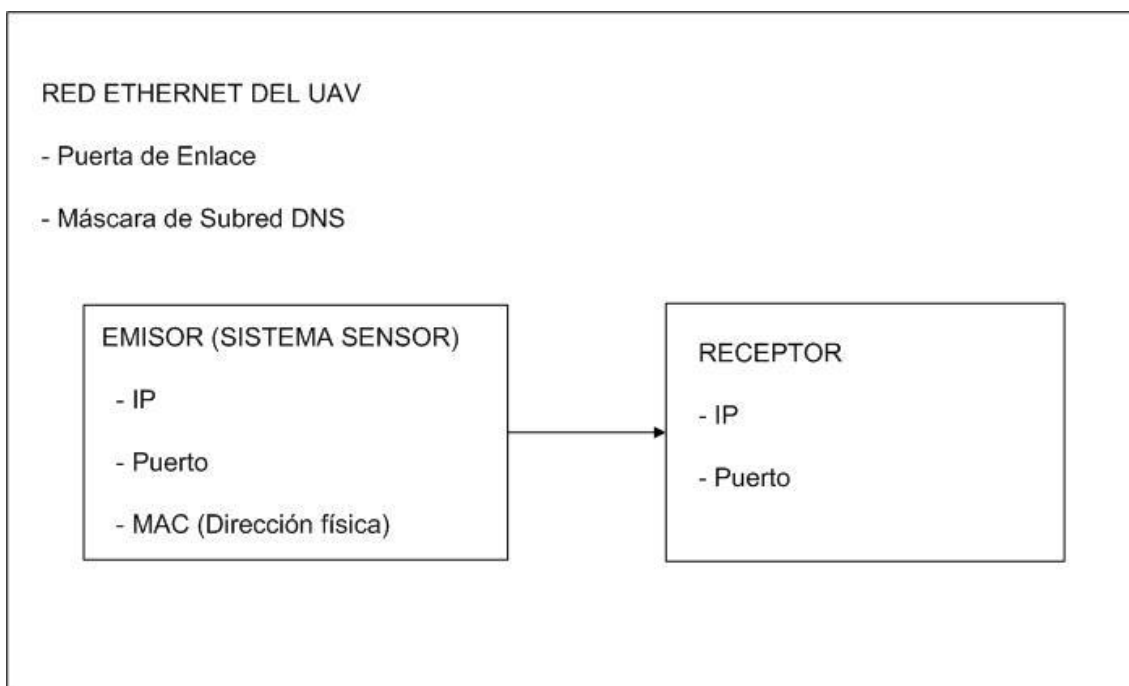 RED ETHERNET DEL UAV
- Puerta de Enlace
- Máscara de Subred DNS
EMISOR (SISTEMA SENSOR)
- IP
- Puerto
- MAC (Dirección física)
RECEPTOR
- IP
- Puerto